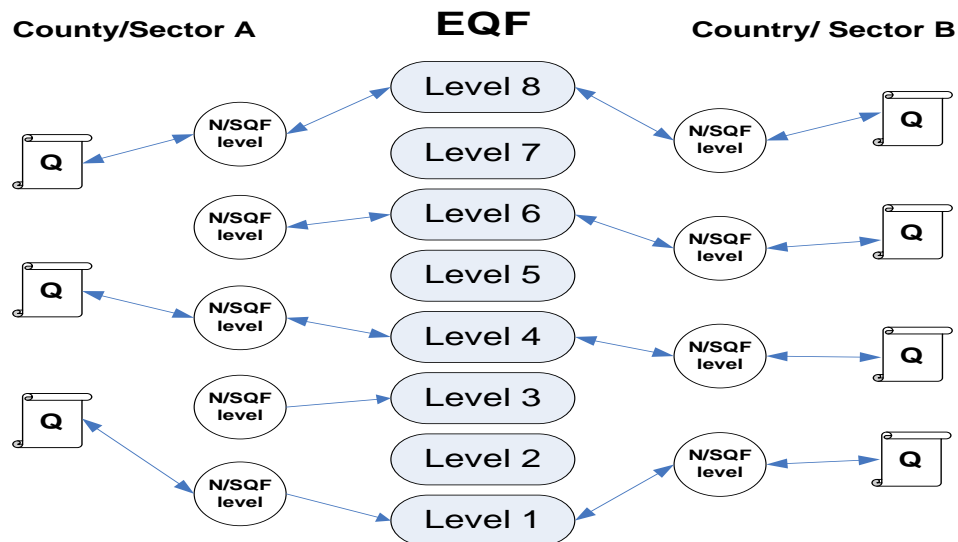 County/Sector A
EQF
Country/ Sector B
Level 8
Q
N/SQF
level
N/SQF
level
Q
Level 7
Level 6
N/SQF
level
N/SQF
level
Q
Level 5
Q
N/SQF
level
Level 4
N/SQF
level
Q
N/SQF
level
Level 3
Q
Level 2
N/SQF
level
Q
N/SQF
level
Level 1